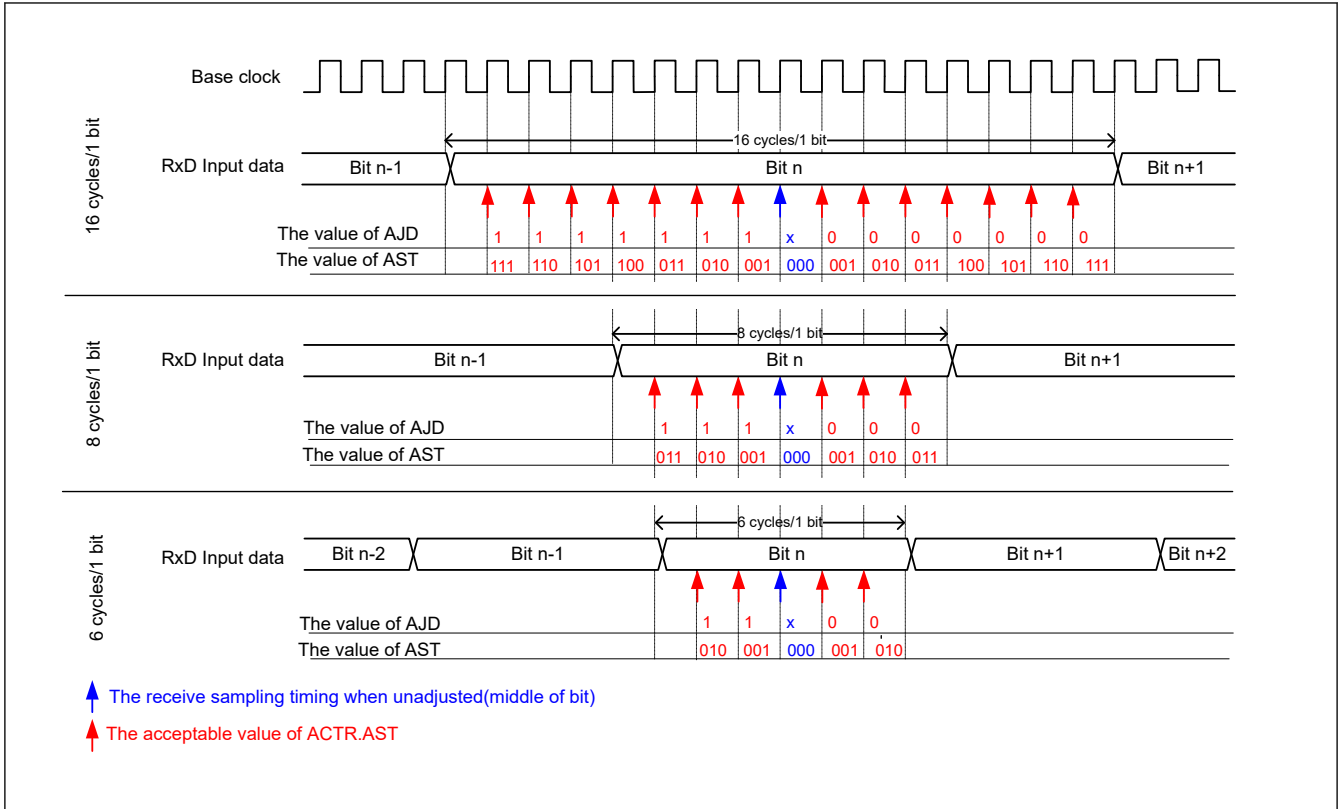 Base clock
16 cycles/1 bit
16 cycles/1 bit
RxD Input data Bit n-1 Bit n Bit n+1
The value of AJD 1 1 1 1 1 1 1 x 0 0 0 0 0 0 0
The value of AST 111 110 101 100 011 010 001 000 001 010 011 100 101 110 111
8 cycles/1 bit
8 cycles/1 bit
RxD Input data Bit n-1 Bit n Bit n+1
The value of AJD 1 1 1 x 0 0 0
The value of AST 011 010 001 000 001 010 011
6 cycles/1 bit
6 cycles/1 bit
RxD Input data Bit n-2 Bit n-1 Bit n Bit n+1 Bit n+2
The value of AJD 1 1 x 0 0
The value of AST 010 001 000 001 010
The receive sampling timing when unadjusted(middle of bit)
The acceptable value of ACTR.AST